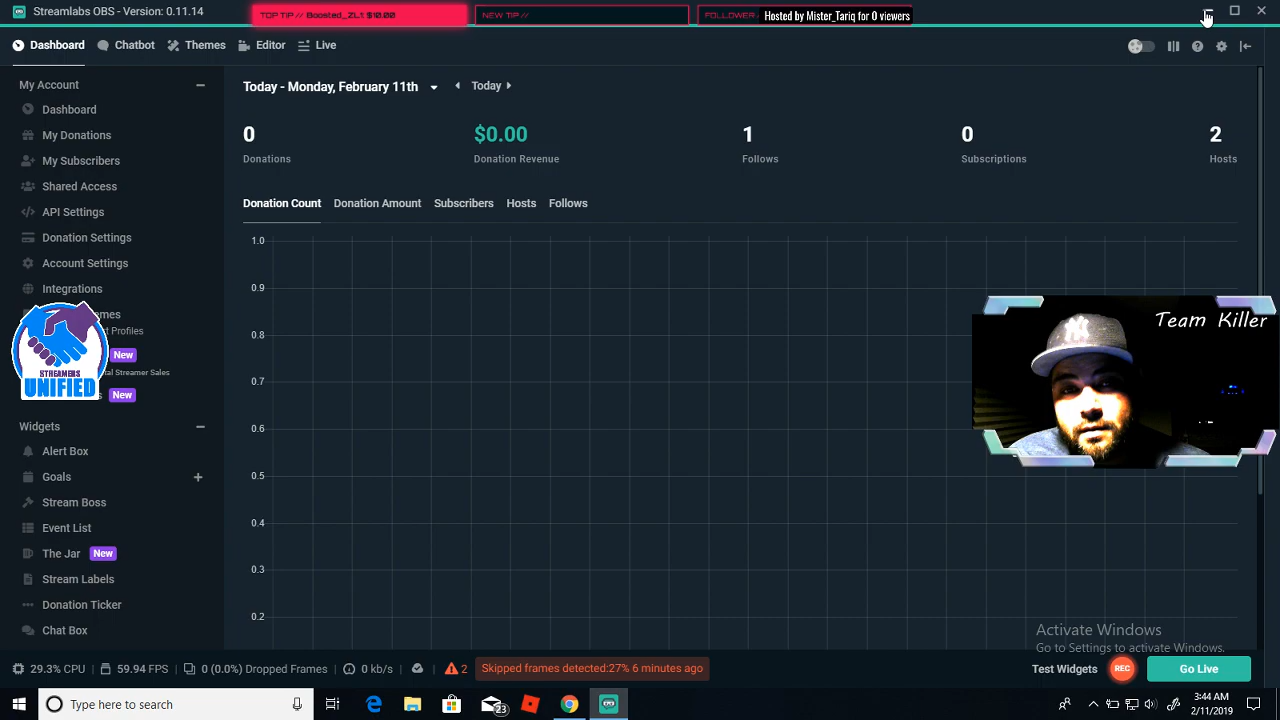 Streamlabs OBS - Version: 0.11.14
TOP TIP // Boosted_ZL1 $10.00
NEW TIP //
FOLLOWER
Hosted by Mister_Tariq for 0 viewers
Dashboard
Chatbot
Themes
Editor
Live
My Account
Dashboard
My Donations
My Subscribers
Shared Access
API Settings
Donation Settings
Account Settings
Integrations
emes
t Profiles
New
tal Streamer Sales
s New
STREAMERS
UNIFIED
Widgets
Alert Box
Goals
Stream Boss
Event List
The Jar New
Stream Labels
Donation Ticker
Chat Box
Today - Monday, February 11th
Today
0
Donations
$0.00
Donation Revenue
1
Follows
0
Subscriptions
2
Hosts
Donation Count
Donation Amount
Subscribers
Hosts
Follows
1.0
0.9
0.8
0.7
0.6
0.5
0.4
0.3
0.2
Team Killer
Activate Windows
Go to Settings to activate Windows.
29.3% CPU
59.94 FPS
0 (0.0%) Dropped Frames
0 kb/s
2
Skipped frames detected:27% 6 minutes ago
Test Widgets
REC
Go Live
Type here to search
23
3:44 AM
2/11/2019